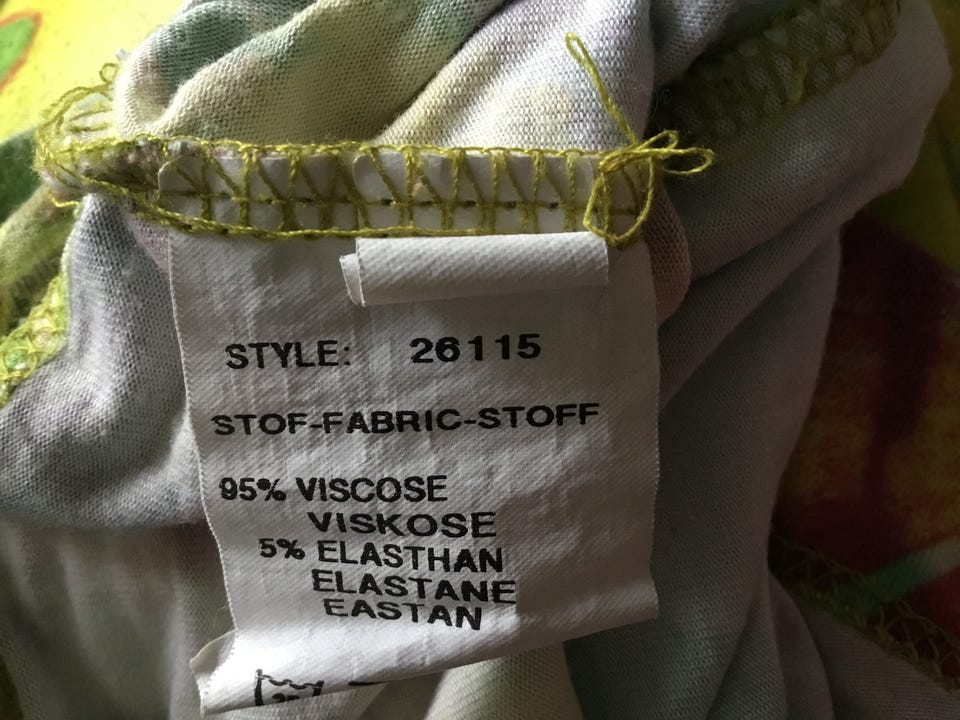 STYLE: 26115
STOF-FABRIC-STOFF
95% VISCOSE
VISKOSE
5% ELASTHAN
ELASTANE
EASTAN